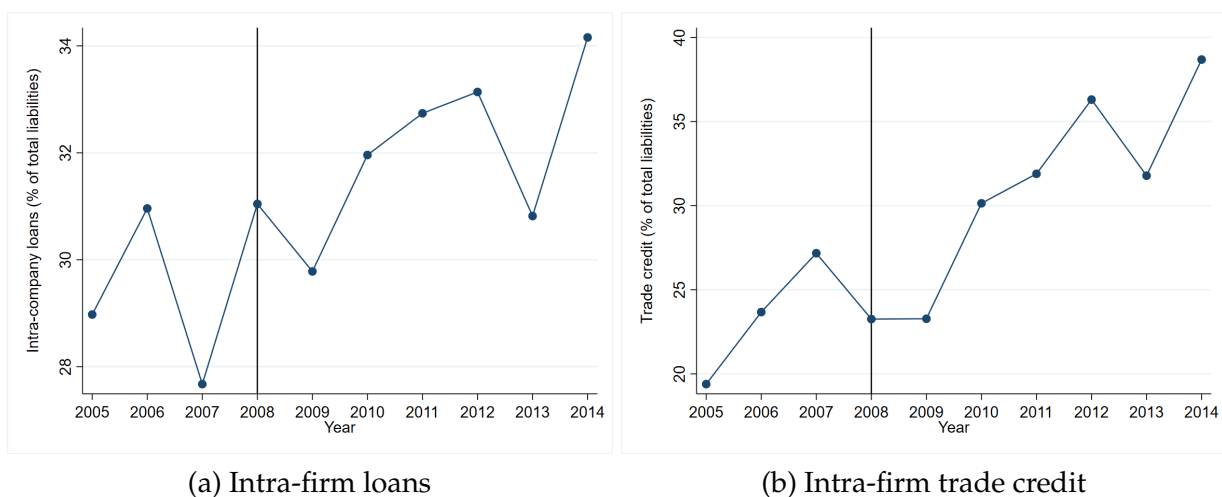 Intra-company loans (% of total liabilities)
34
32
30
28
2005 2006 2007 2008 2009 2010 2011 2012 2013 2014
Year
(a) Intra-firm loans
Trade credit (% of total liabilities)
40
35
30
25
20
2005 2006 2007 2008 2009 2010 2011 2012 2013 2014
Year
(b) Intra-firm trade credit